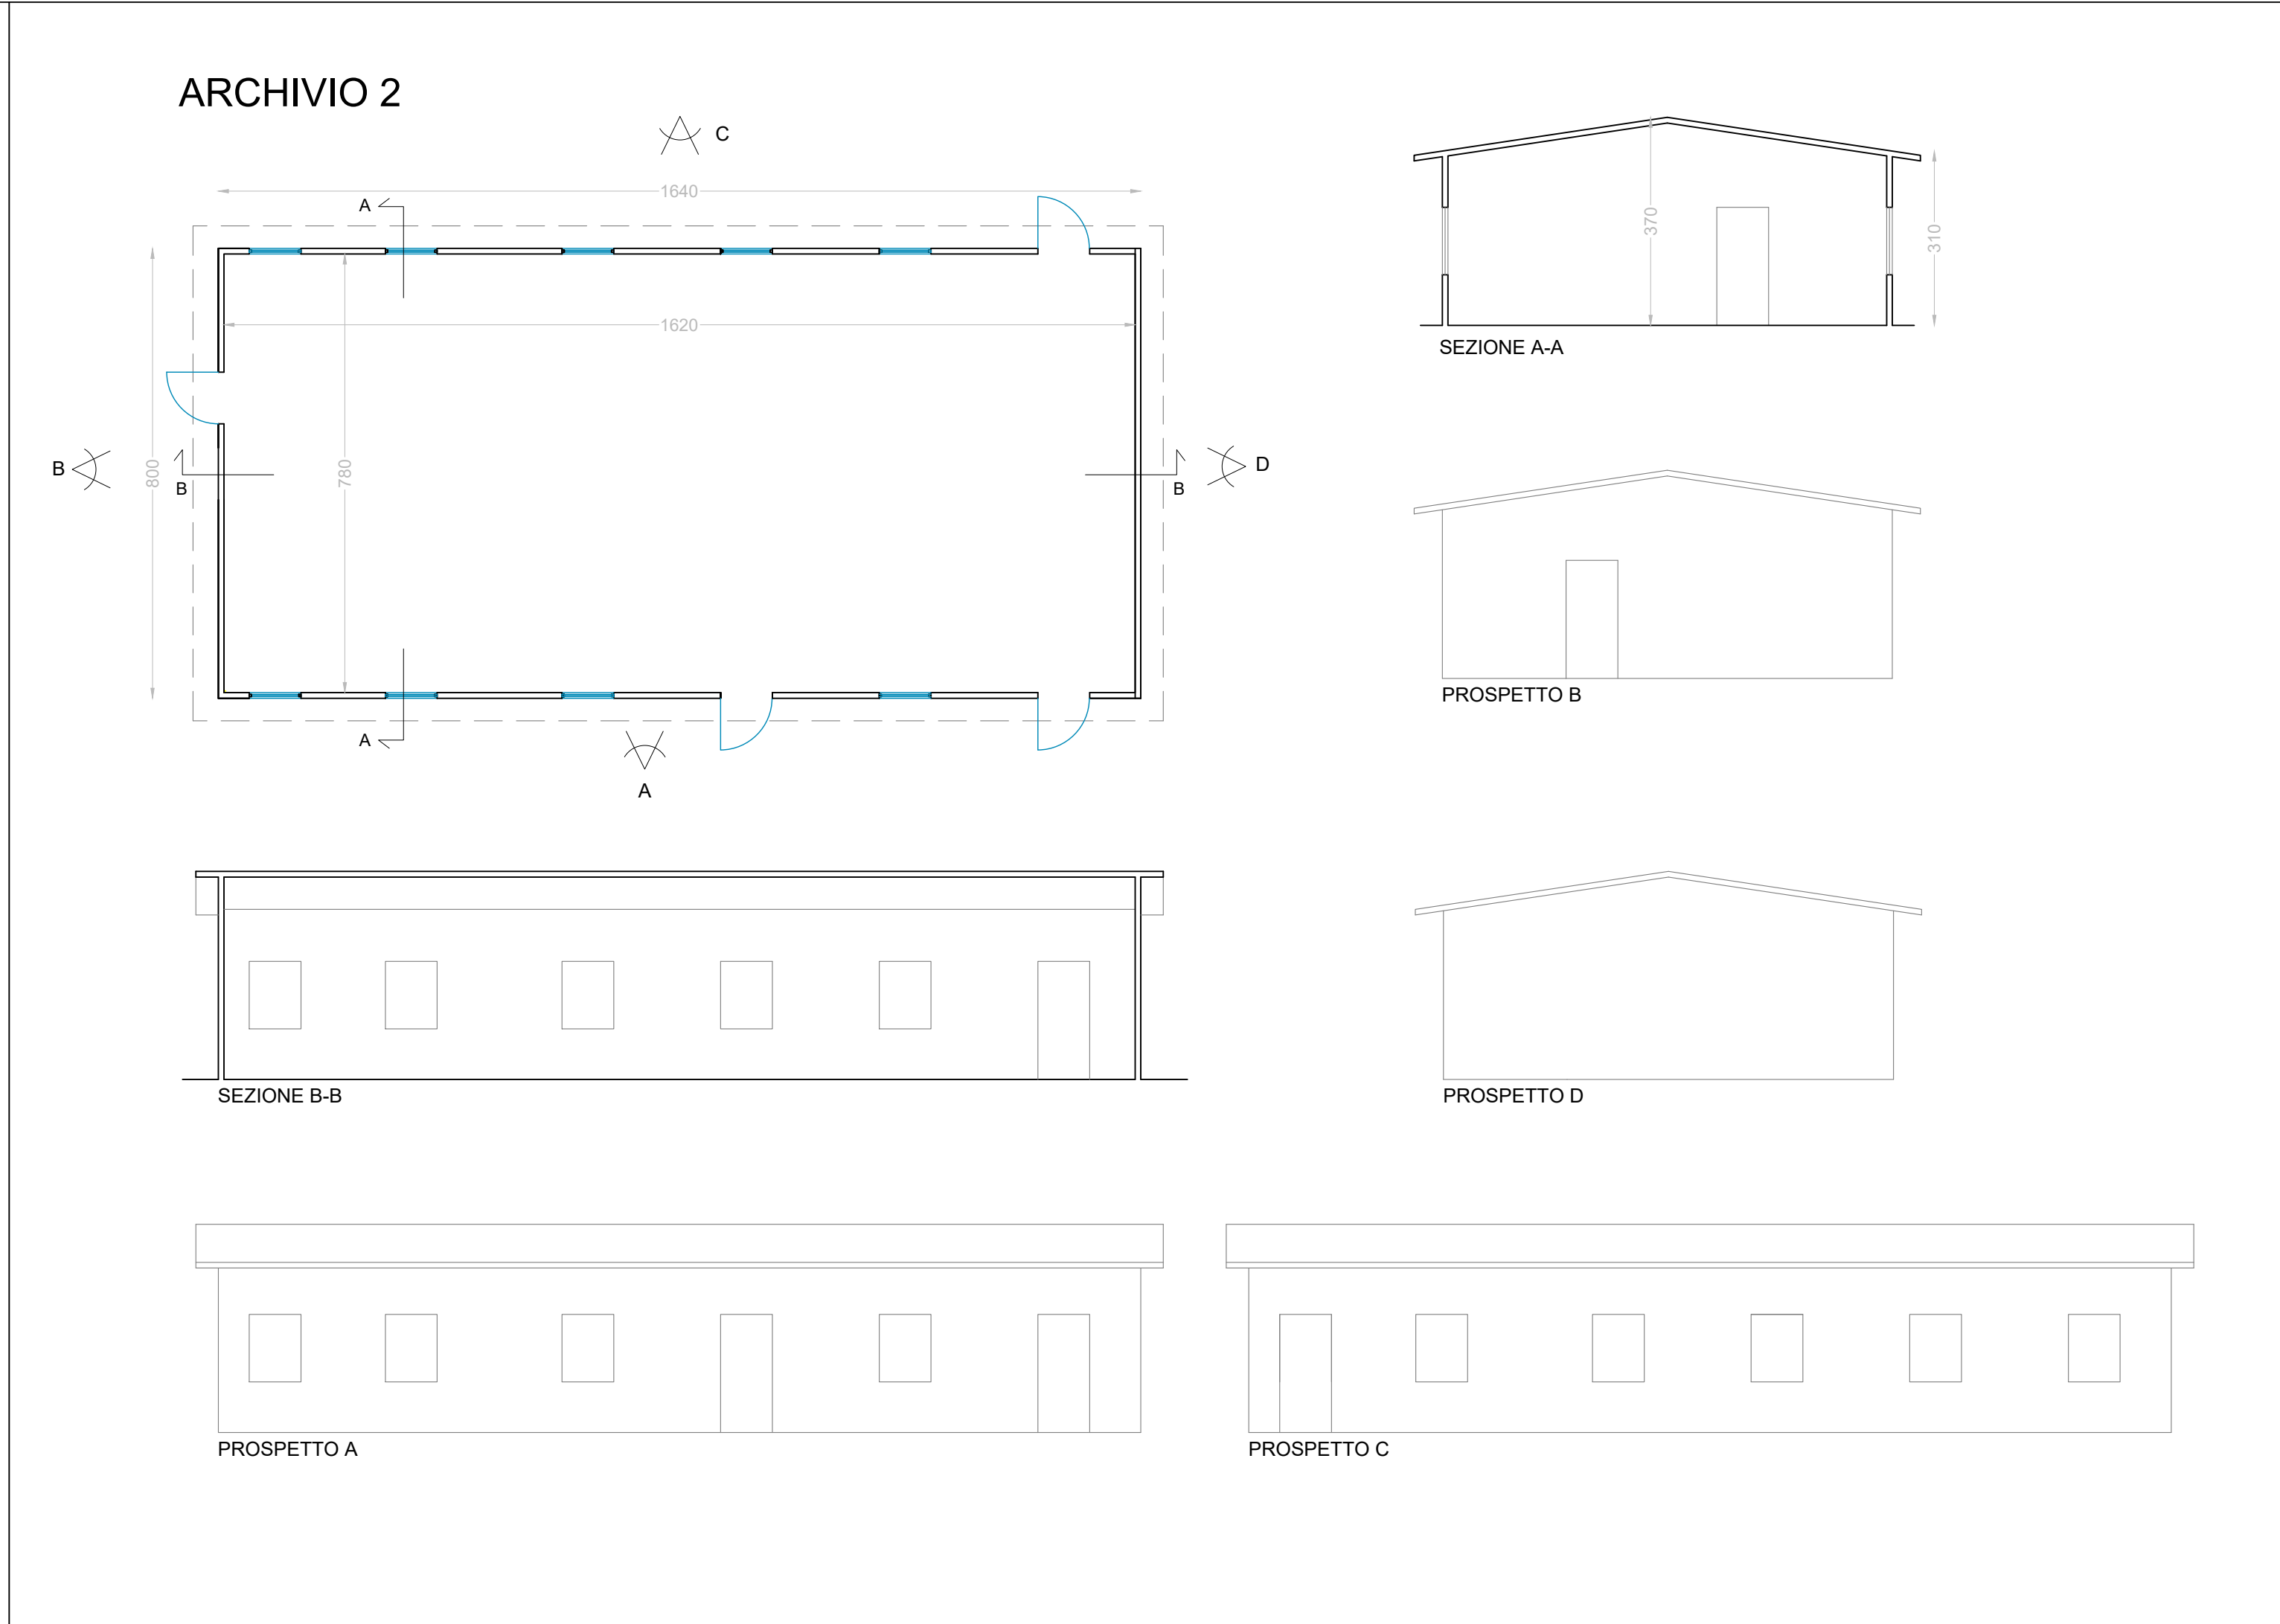 ARCHIVIO 2
C
1640
A
370
310
1620
SEZIONE A-A
B
800
B
780
B
D
PROSPETTO B
A
A
SEZIONE B-B
PROSPETTO D
PROSPETTO A
PROSPETTO C